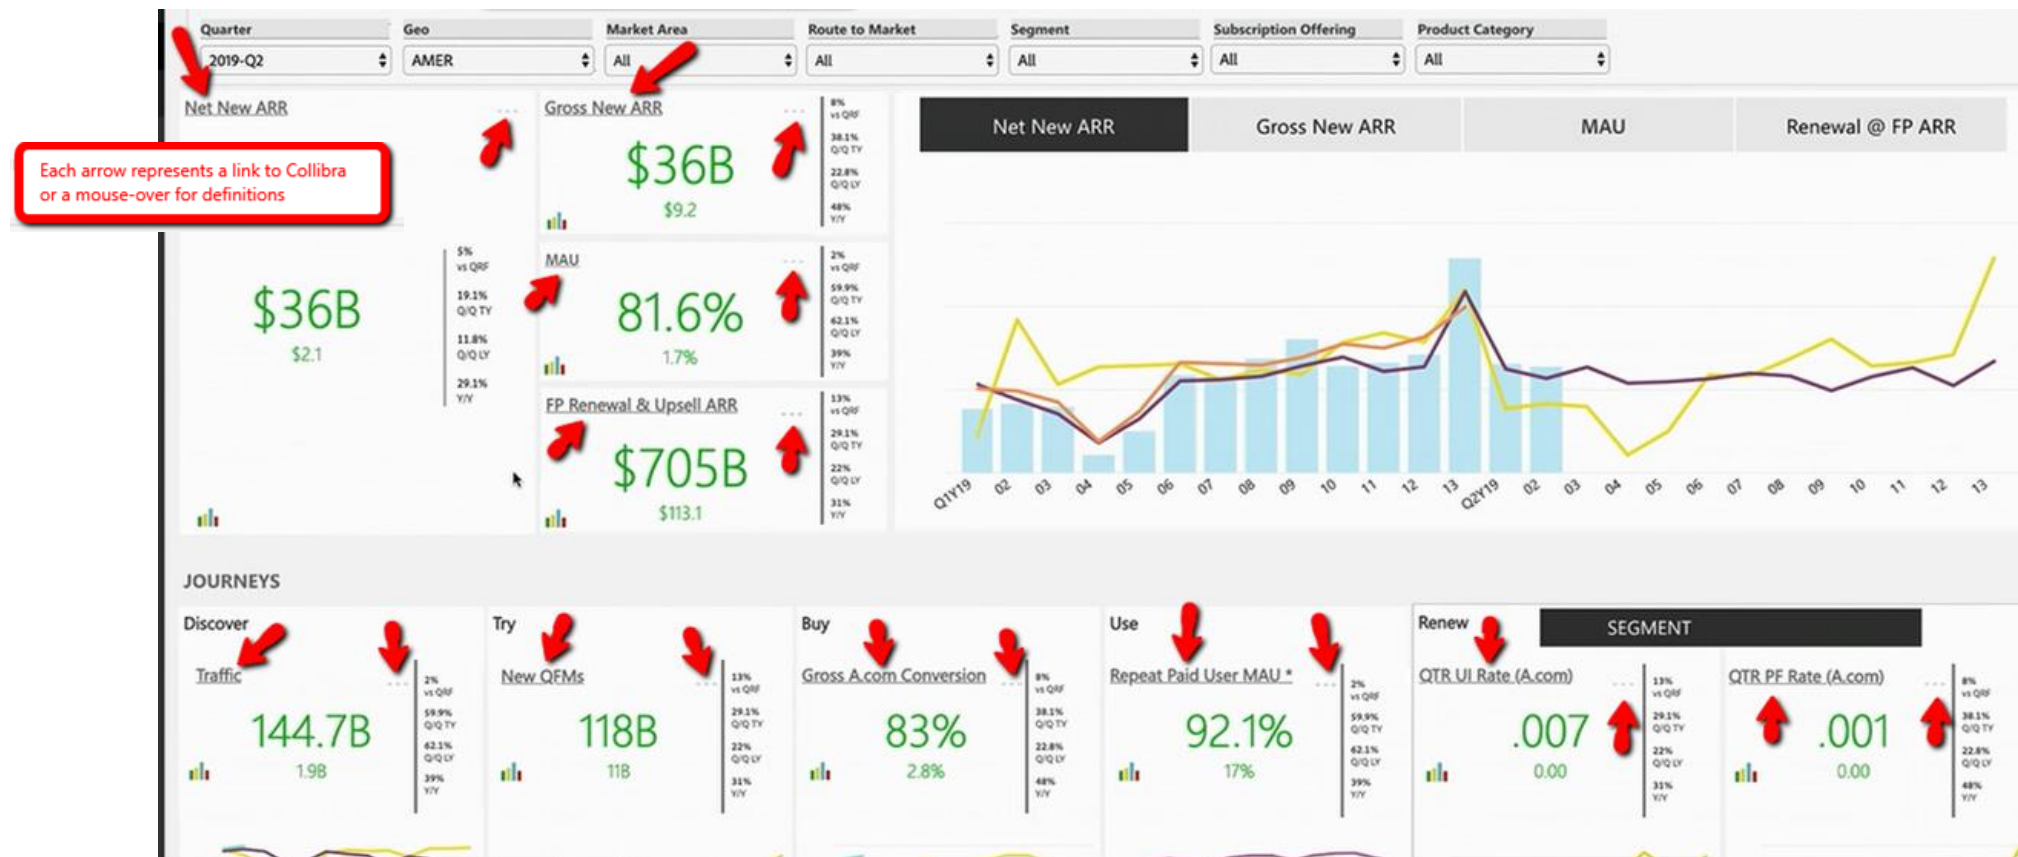 Quarter
Geo
Market Area
Route to Market
Segment
Subscription Offering
Product Category
2019-Q2
AMER
All
All
All
All
All
Each arrow represents a link to Collibra
or a mouse-over for definitions
Net New ARR
$36B
$2.1
5%
vs QRF
19.1%
Q/Q TY
11.8%
Q/Q LY
29.1%
Y/Y
Gross New ARR
$36B
$9.2
8%
vs QRF
38.1%
Q/Q TY
22.8%
Q/Q LY
48%
Y/Y
MAU
81.6%
1.7%
2%
vs QRF
59.9%
Q/Q TY
62.1%
Q/Q LY
39%
Y/Y
FP Renewal & Upsell ARR
$705B
$113.1
13%
vs QRF
29.1%
Q/Q TY
22%
Q/Q LY
31%
Y/Y
Net New ARR
Gross New ARR
MAU
Renewal @ FP ARR
Q1Y19
02
03
04
05
06
07
08
09
10
11
12
13
Q2Y19
02
03
04
05
06
07
08
09
10
11
12
13
JOURNEYS
Discover
Traffic
144.7B
1.9B
2%
vs QRF
59.9%
Q/Q TY
62.1%
Q/Q LY
39%
Y/Y
Try
New QFMs
118B
11B
13%
vs QRF
29.1%
Q/Q TY
22%
Q/Q LY
31%
Y/Y
Buy
Gross A.com Conversion
83%
2.8%
8%
vs QRF
38.1%
Q/Q TY
22.8%
Q/Q LY
48%
Y/Y
Use
Repeat Paid User MAU *
92.1%
17%
2%
vs QRF
59.9%
Q/Q TY
62.1%
Q/Q LY
39%
Y/Y
Renew
SEGMENT
QTR UI Rate (A.com)
.007
0.00
13%
vs QRF
29.1%
Q/Q TY
22%
Q/Q LY
31%
Y/Y
QTR PF Rate (A.com)
.001
0.00
8%
vs QRF
38.1%
Q/Q TY
22.8%
Q/Q LY
48%
Y/Y